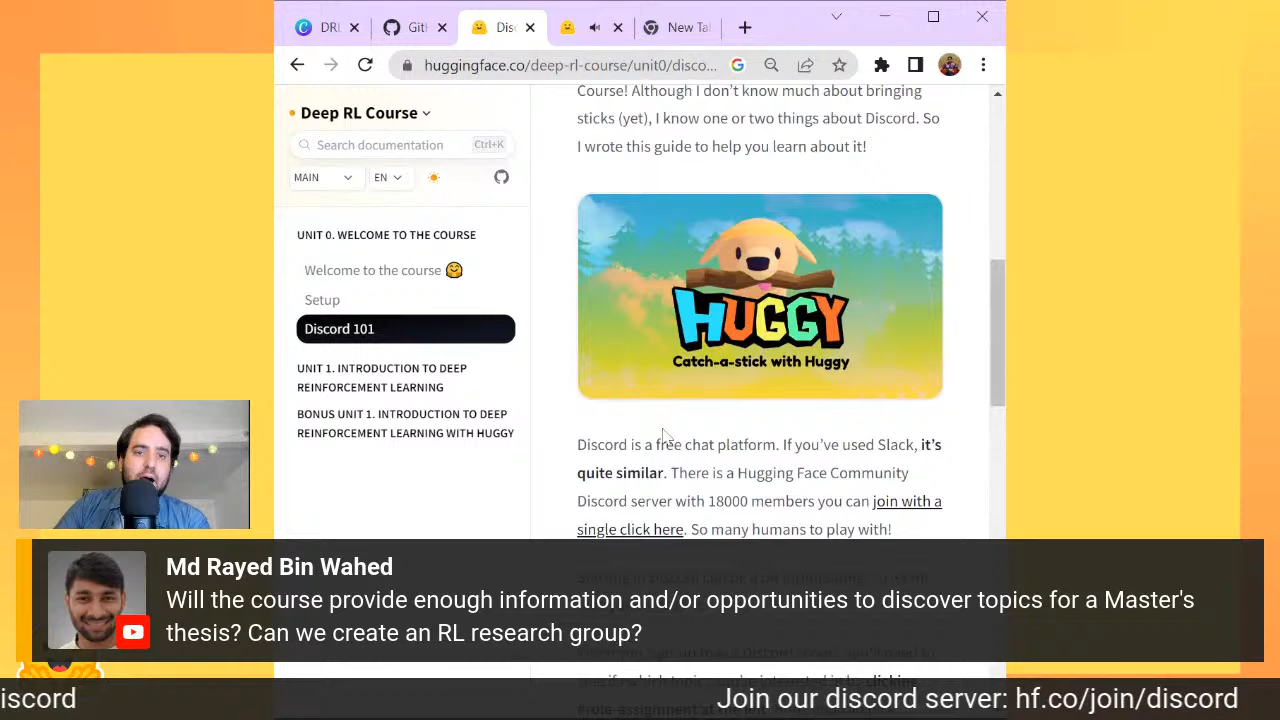 DRL
Git
Disc
New Tab
huggingface.co/deep-rl-course/unit0/disco...
Deep RL Course
Search documentation
Ctrl+K
MAIN
EN
UNIT 0. WELCOME TO THE COURSE
Welcome to the course 🤗
Setup
Discord 101
UNIT 1. INTRODUCTION TO DEEP
REINFORCEMENT LEARNING
BONUS UNIT 1. INTRODUCTION TO DEEP
REINFORCEMENT LEARNING WITH HUGGY
Course! Although I don't know much about bringing
sticks (yet), I know one or two things about Discord. So
I wrote this guide to help you learn about it!
HUGGY
Catch-a-stick with Huggy
Discord is a free chat platform. If you've used Slack, it's
quite similar. There is a Hugging Face Community
Discord server with 18000 members you can join with a
single click here. So many humans to play with!
Md Rayed Bin Wahed
Will the course provide enough information and/or opportunities to discover topics for a Master's
thesis? Can we create an RL research group?
iscord
Join our discord server: hf.co/join/discord